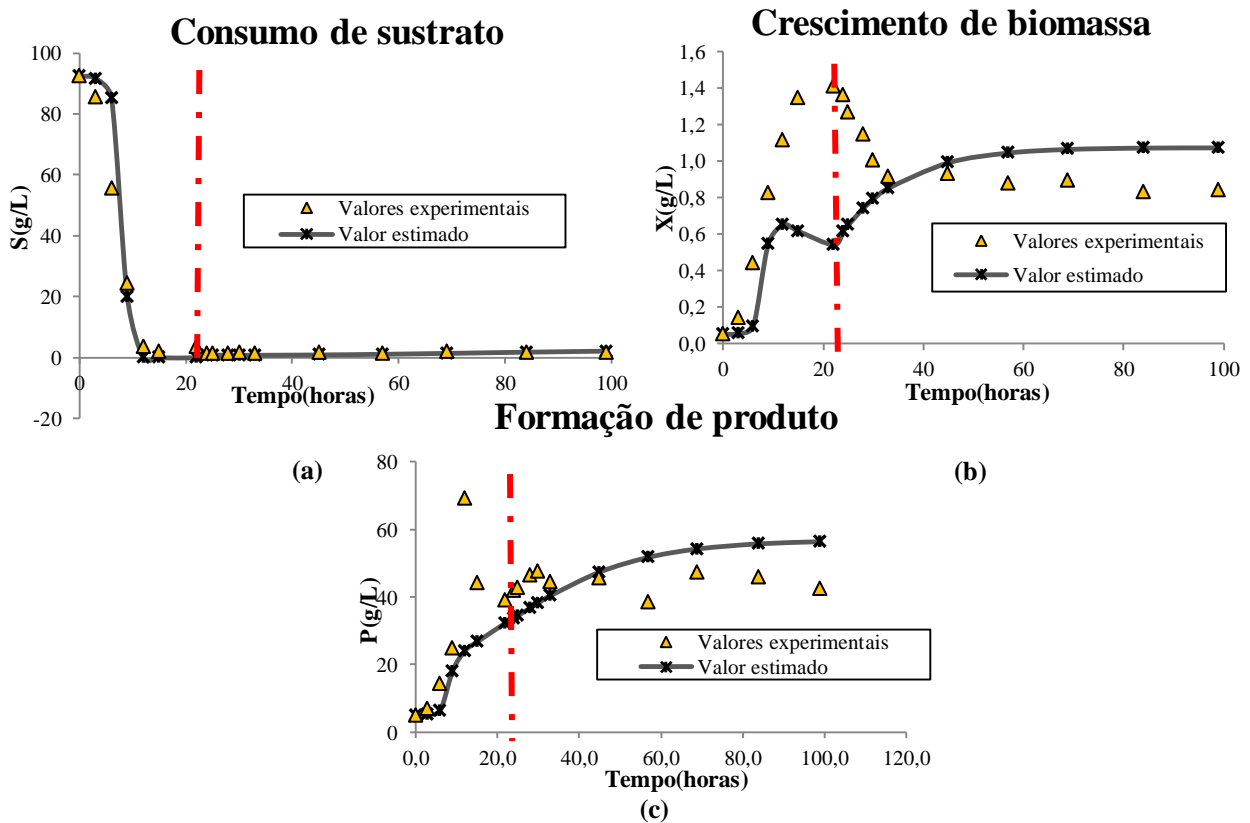 Consumo de sustrato
100
80
60
40
20
0
-20
S(g/L)
0 20 40 60 80 100
Tempo(horas)
Valores experimentais
Valor estimado
(a)
Crescimento de biomassa
1,6
1,4
1,2
1,0
0,8
0,6
0,4
0,2
0,0
X(g/L)
0 20 40 60 80 100
Tempo(horas)
Valores experimentais
Valor estimado
(b)
Formação de produto
80
60
40
20
0
P(g/L)
0,0 20,0 40,0 60,0 80,0 100,0 120,0
Tempo(horas)
Valores experimentais
Valor estimado
(c)